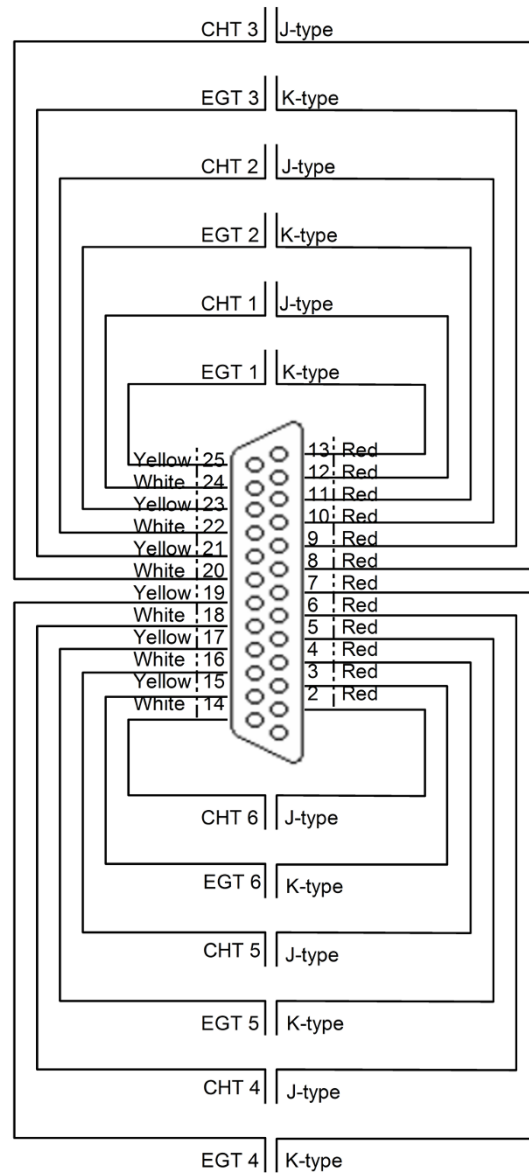 CHT 3 J-type
EGT 3 K-type
CHT 2 J-type
EGT 2 K-type
CHT 1 J-type
EGT 1 K-type
13 Red
Yellow 25
12 Red
White 24
11 Red
Yellow 23
10 Red
White 22
9 Red
Yellow 21
8 Red
White 20
7 Red
Yellow 19
6 Red
White 18
5 Red
Yellow 17
4 Red
White 16
3 Red
Yellow 15
2 Red
White 14
CHT 6 J-type
EGT 6 K-type
CHT 5 J-type
EGT 5 K-type
CHT 4 J-type
EGT 4 K-type